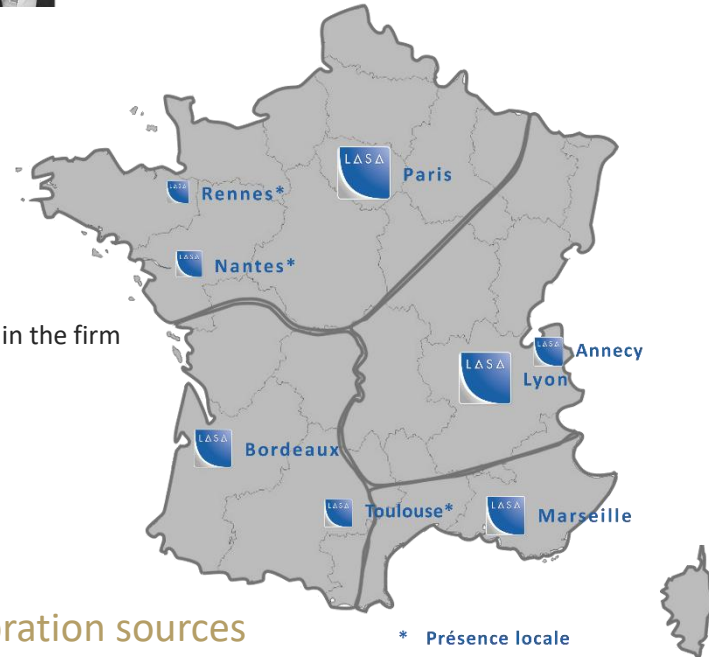 LASA
Paris
LASA
Rennes*
LASA
Nantes*
in the firm
LASA
Annecy
LASA
Lyon
LASA
Bordeaux
LASA
Toulouse*
LASA
Marseille
oration sources
* Présence locale